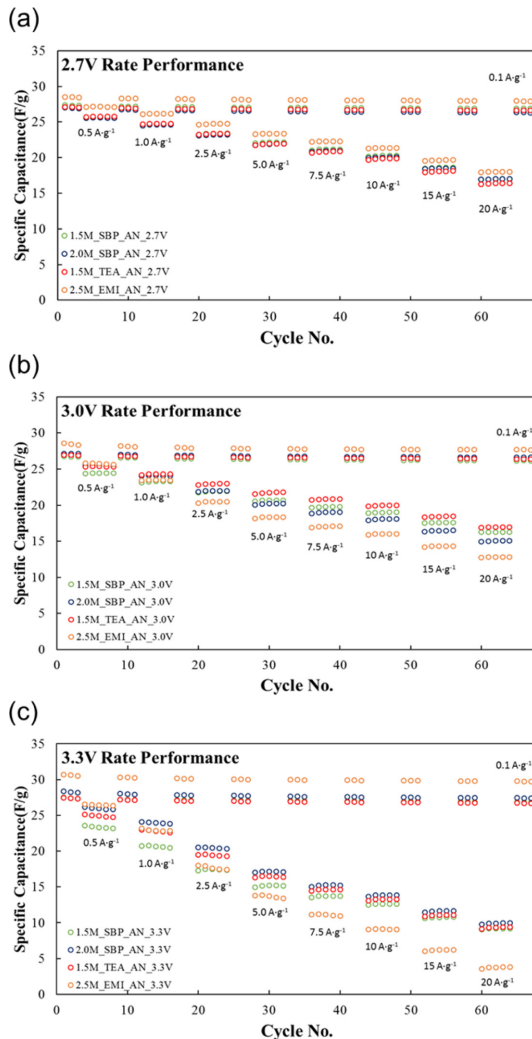 (a)
2.7V Rate Performance
0.1 A·g⁻¹
0.5 A·g⁻¹
1.0 A·g⁻¹
2.5 A·g⁻¹
5.0 A·g⁻¹
7.5 A·g⁻¹
10 A·g⁻¹
15 A·g⁻¹
20 A·g⁻¹
1.5M_SBP_AN_2.7V
2.0M_SBP_AN_2.7V
1.5M_TEA_AN_2.7V
2.5M_EMI_AN_2.7V
Specific Capacitance(F/g)
35
30
25
20
15
10
5
0
0 10 20 30 40 50 60
Cycle No.
(b)
3.0V Rate Performance
0.1 A·g⁻¹
0.5 A·g⁻¹
1.0 A·g⁻¹
2.5 A·g⁻¹
5.0 A·g⁻¹
7.5 A·g⁻¹
10 A·g⁻¹
15 A·g⁻¹
20 A·g⁻¹
1.5M_SBP_AN_3.0V
2.0M_SBP_AN_3.0V
1.5M_TEA_AN_3.0V
2.5M_EMI_AN_3.0V
Specific Capacitance(F/g)
35
30
25
20
15
10
5
0
0 10 20 30 40 50 60
Cycle No.
(c)
3.3V Rate Performance
0.1 A·g⁻¹
0.5 A·g⁻¹
1.0 A·g⁻¹
2.5 A·g⁻¹
5.0 A·g⁻¹
7.5 A·g⁻¹
10 A·g⁻¹
15 A·g⁻¹
20 A·g⁻¹
1.5M_SBP_AN_3.3V
2.0M_SBP_AN_3.3V
1.5M_TEA_AN_3.3V
2.5M_EMI_AN_3.3V
Specific Capacitance(F/g)
35
30
25
20
15
10
5
0
0 10 20 30 40 50 60
Cycle No.